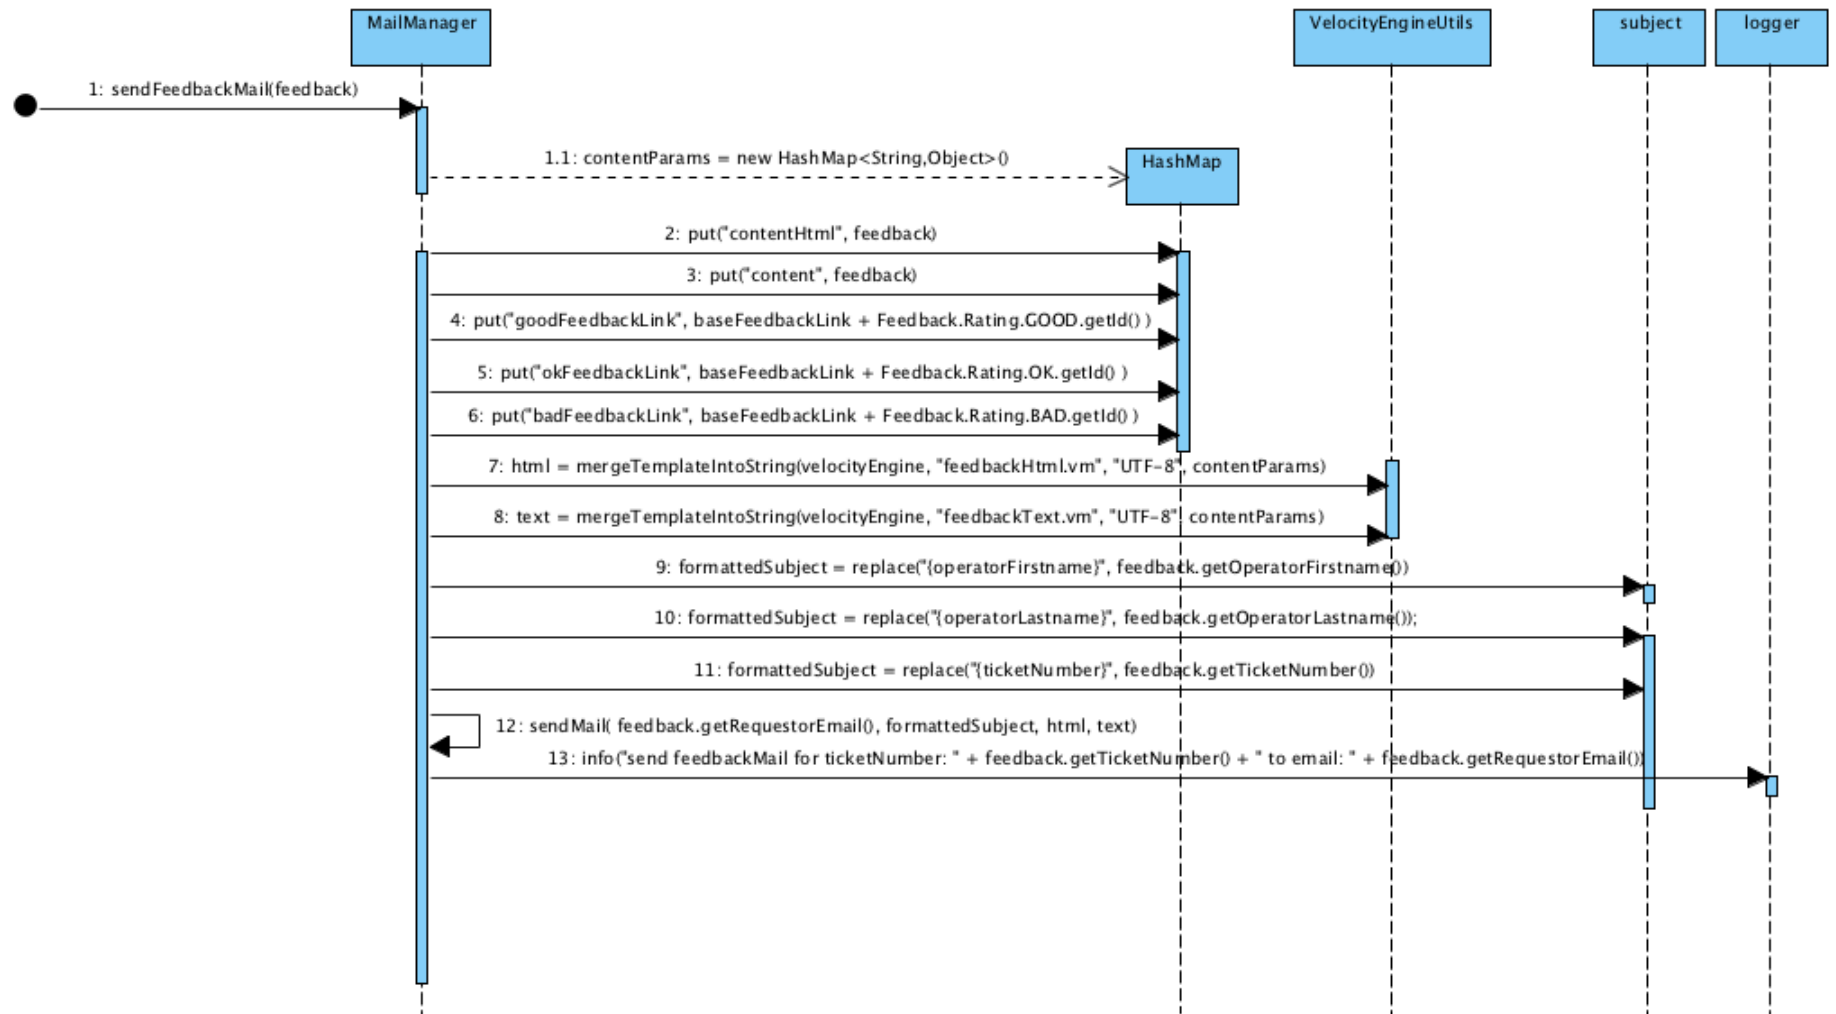 MailManager
VelocityEngineUtils
subject
logger
1: sendFeedbackMail(feedback)
1.1: contentParams = new HashMap<String,Object>()
HashMap
2: put("contentHtml", feedback)
3: put("content", feedback)
4: put("goodFeedbackLink", baseFeedbackLink + Feedback.Rating.GOOD.getId() )
5: put("okFeedbackLink", baseFeedbackLink + Feedback.Rating.OK.getId() )
6: put("badFeedbackLink", baseFeedbackLink + Feedback.Rating.BAD.getId() )
7: html = mergeTemplateIntoString(velocityEngine, "feedbackHtml.vm", "UTF-8", contentParams)
8: text = mergeTemplateIntoString(velocityEngine, "feedbackText.vm", "UTF-8", contentParams)
9: formattedSubject = replace("{operatorFirstname}", feedback.getOperatorFirstname())
10: formattedSubject = replace("{operatorLastname}", feedback.getOperatorLastname());
11: formattedSubject = replace("{ticketNumber}", feedback.getTicketNumber())
12: sendMail( feedback.getRequestorEmail(), formattedSubject, html, text)
13: info("send feedbackMail for ticketNumber: " + feedback.getTicketNumber() + " to email: " + feedback.getRequestorEmail())